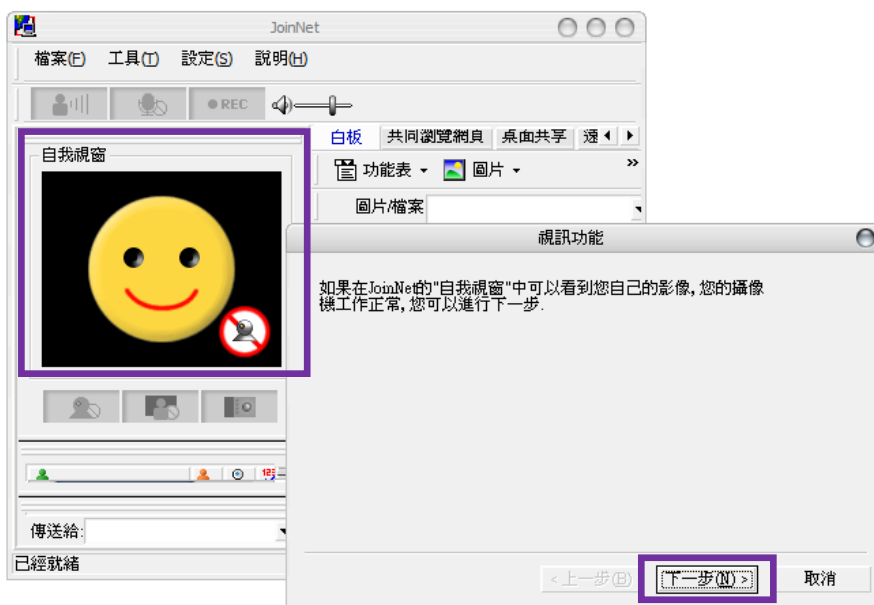 JoinNet
檔案(F) 工具(T) 設定(S) 說明(H)
REC
白板 共同瀏覽網頁 桌面共享
自我視窗
功能表 圖片 »
圖片/檔案
視訊功能
如果在JoinNet的"自我視窗"中可以看到您自己的影像, 您的攝像
機工作正常, 您可以進行下一步.
傳送給:
已經就緒
<上一步(B) 下一步(N) > 取消